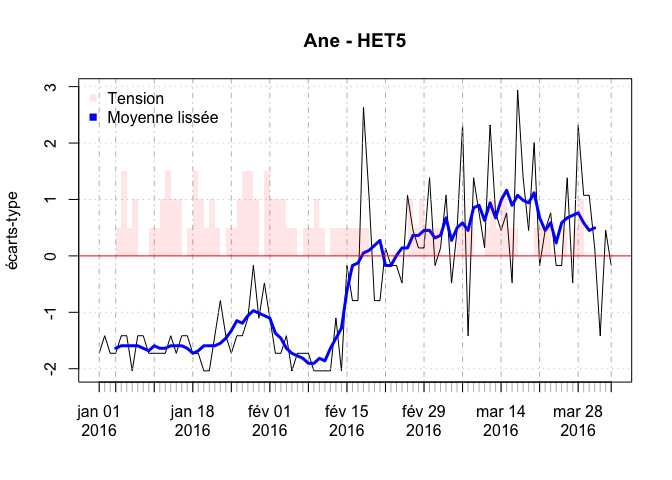 Ane - HET5
Tension
Moyenne lissée
écarts-type
3
2
1
0
-1
-2
jan 01 jan 18 fév 01 fév 15 fév 29 mar 14 mar 28
2016 2016 2016 2016 2016 2016 2016